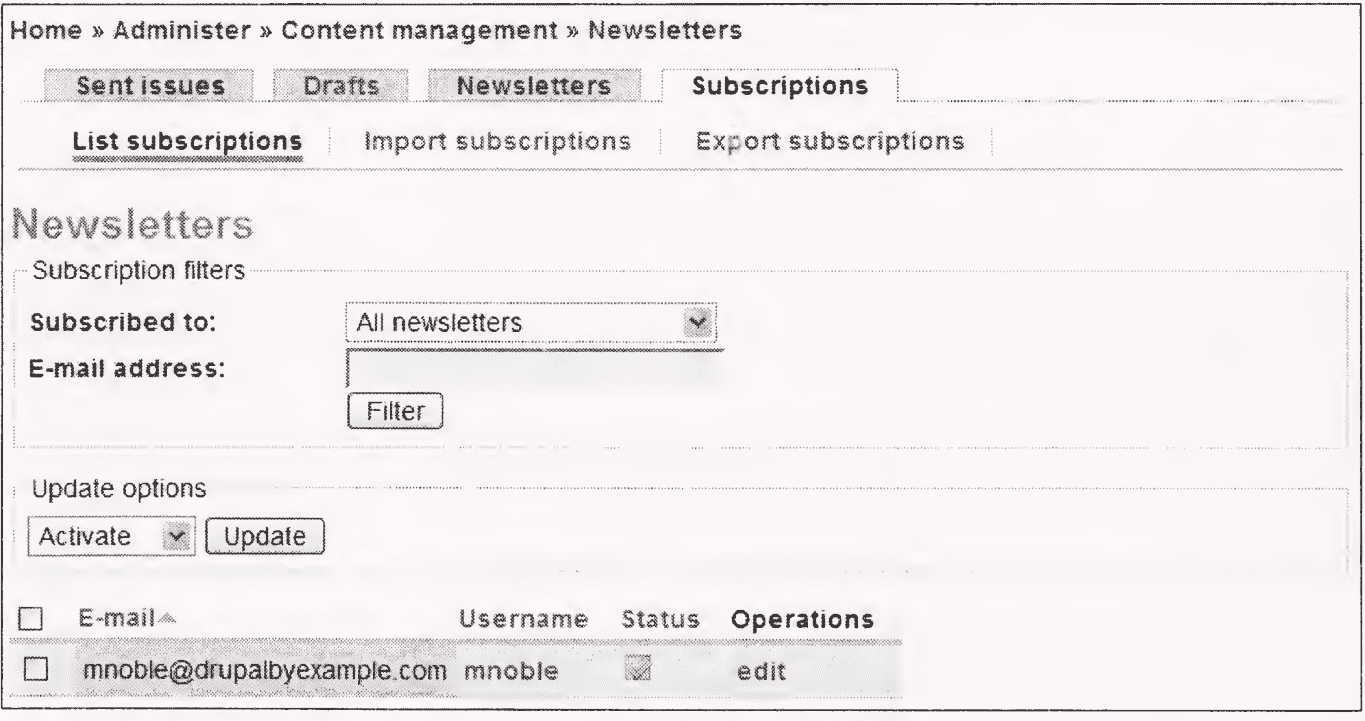 Home » Administer » Content management » Newsletters
Sent issues Drafts Newsletters Subscriptions
List subscriptions Import subscriptions Export subscriptions
Newsletters
Subscription filters
Subscribed to: All newsletters
E-mail address:
Filter
Update options
Activate Update
E-mail Username Status Operations
mnoble@drupalbyexample.com mnoble edit